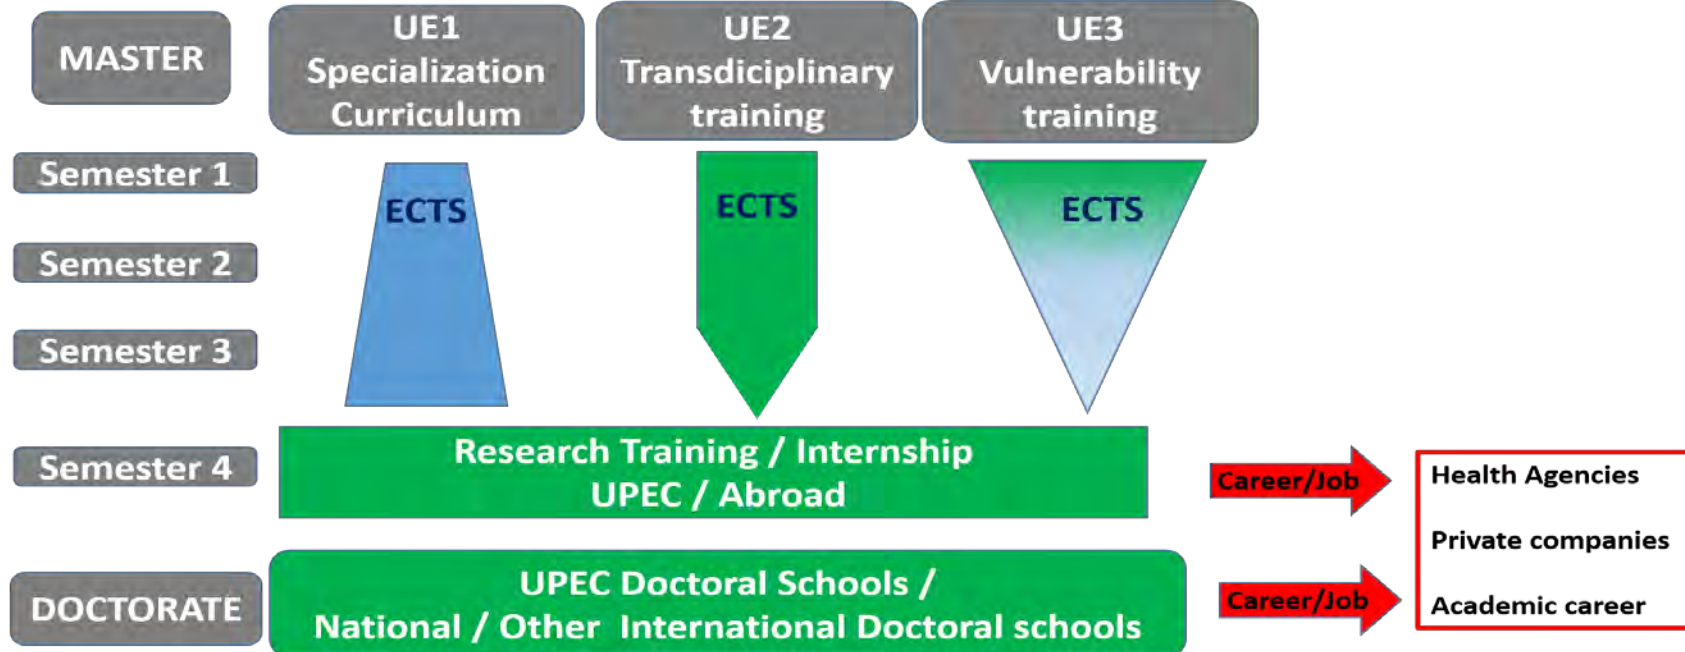 MASTER
UE1
Specialization
Curriculum
UE2
Transdiciplinary
training
UE3
Vulnerability
training
Semester 1
ECTS
ECTS
ECTS
Semester 2
Semester 3
Semester 4
Research Training / Internship
UPEC / Abroad
Career/Job
Health Agencies
Private companies
Academic career
DOCTORATE
UPEC Doctoral Schools /
National / Other International Doctoral schools
Career/Job